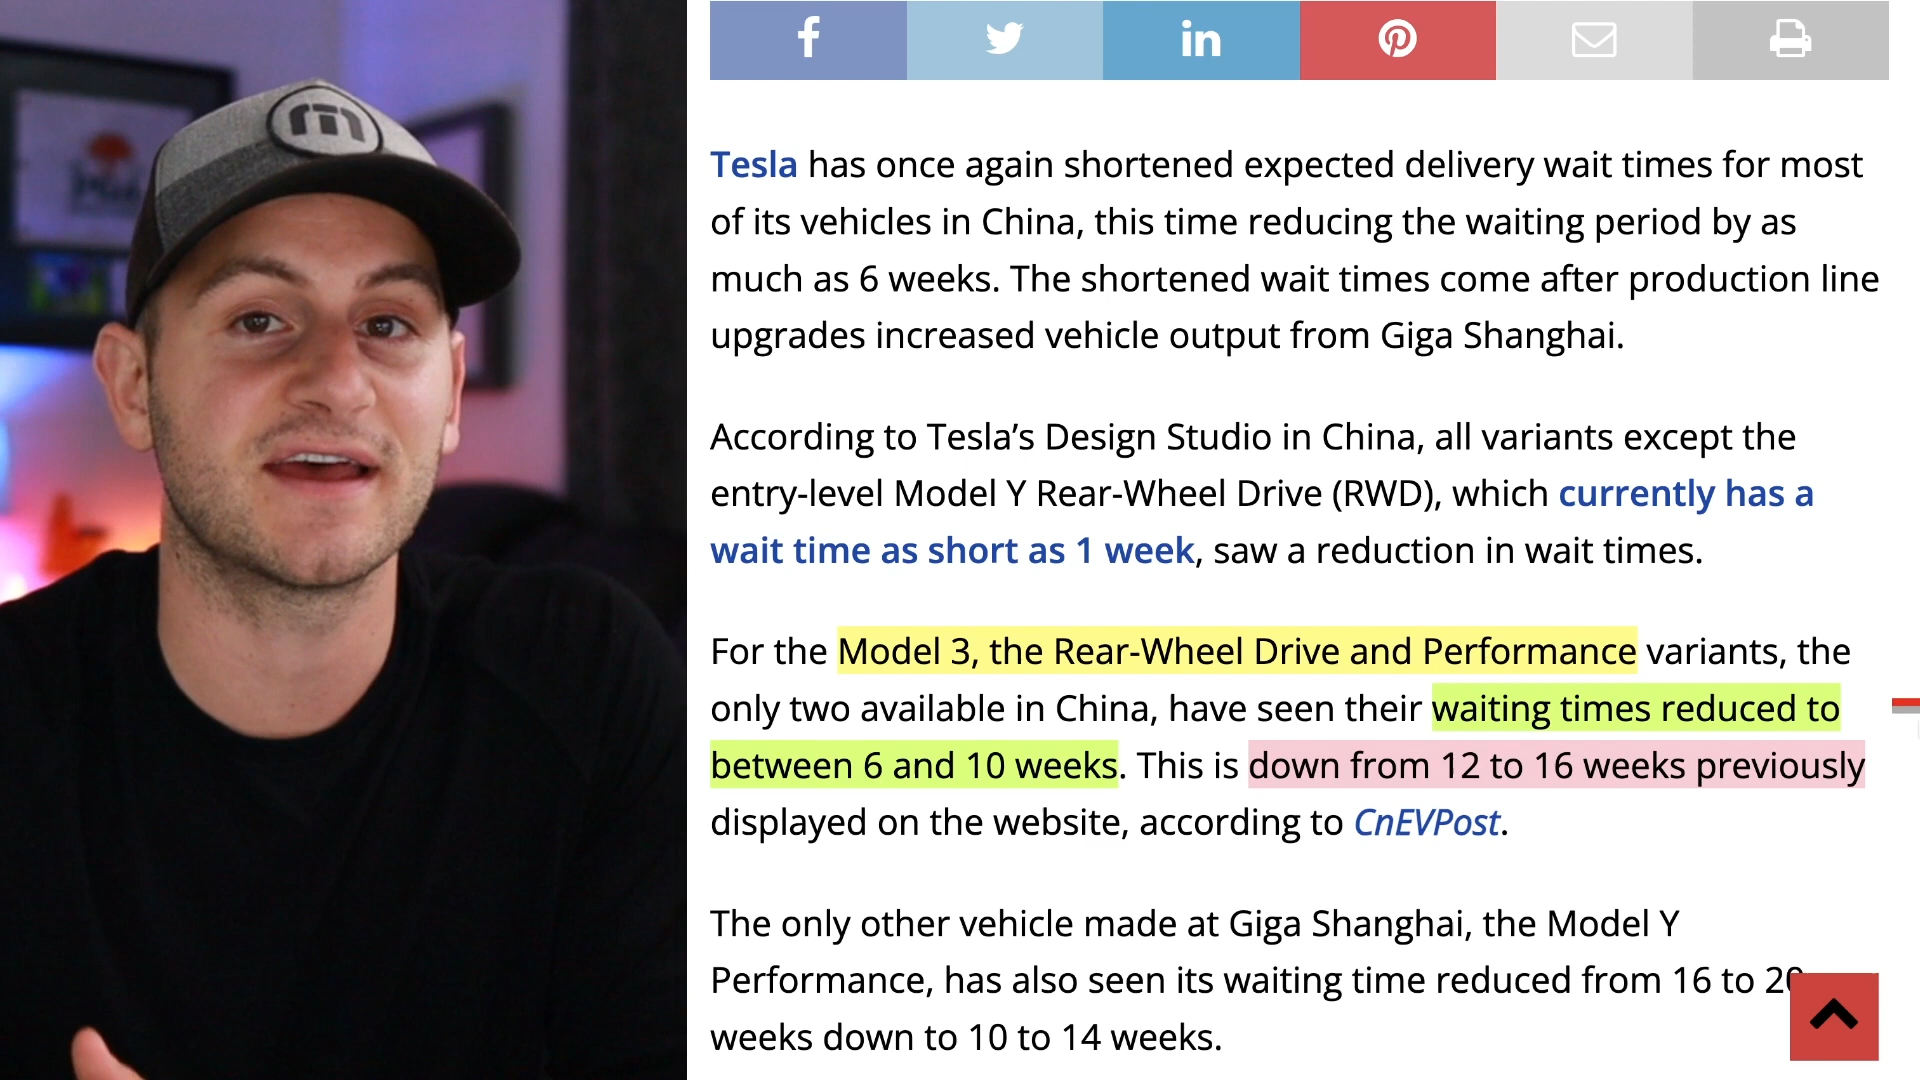 Tesla has once again shortened expected delivery wait times for most
of its vehicles in China, this time reducing the waiting period by as
much as 6 weeks. The shortened wait times come after production line
upgrades increased vehicle output from Giga Shanghai.
According to Tesla’s Design Studio in China, all variants except the
entry-level Model Y Rear-Wheel Drive (RWD), which currently has a
wait time as short as 1 week, saw a reduction in wait times.
For the Model 3, the Rear-Wheel Drive and Performance variants, the
only two available in China, have seen their waiting times reduced to
between 6 and 10 weeks. This is down from 12 to 16 weeks previously
displayed on the website, according to CnEVPost.
The only other vehicle made at Giga Shanghai, the Model Y
Performance, has also seen its waiting time reduced from 16 to 20
weeks down to 10 to 14 weeks.